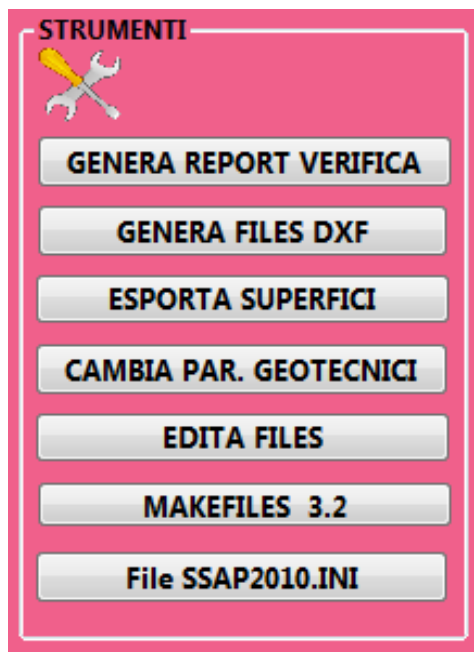 STRUMENTI
GENERA REPORT VERIFICA
GENERA FILES DXF
ESPORTA SUPERFICI
CAMBIA PAR. GEOTECNICI
EDITA FILES
MAKEFILES 3.2
File SSAP2010.INI